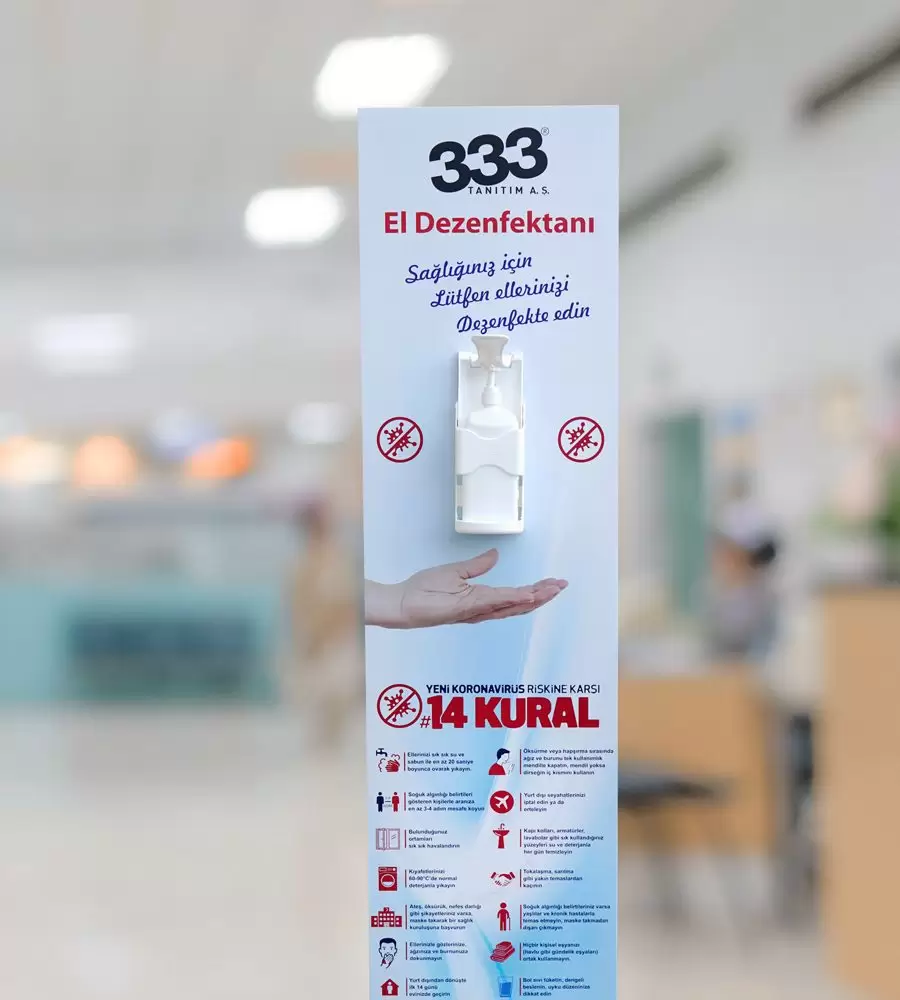 333®
TANITIM A.Ş.
El Dezenfektanı
Sağlığınız için
Lütfen ellerinizi
Dezenfekte edin
YENİ KORONAVİRÜS RİSKİNE KARSI
#14 KURAL
Ellerinizi sık sık su ve
sabun ile en az 20 saniye
boyunca ovarak yıkayın.
Öksürme veya hapşırma sırasında
ağız ve burunu tek kullanımlık
mendille kapatın, mendil yoksa
dirseğin iç kısmını kullanın
Soğuk algınlığı belirtileri
gösteren kişilerle aranıza
en az 3-4 adım mesafe koyun
Yurt dışı seyahatlerinizi
iptal edin ya da
erteleyin
Bulunduğunuz
ortamları
sık sık havalandırın
Kapı kolları, armatürler,
lavabolar gibi sık kullandığınız
yüzeyleri su ve deterjanla
her gün temizleyin
Kıyafetlerinizi
60-90°C'de normal
deterjanla yıkayın
Tokalaşma, sarılma
gibi yakın temaslardan
kaçının
Ateş, öksürük, nefes darlığı
gibi şikayetleriniz varsa,
maske takarak bir sağlık
kuruluşuna başvurun
Soğuk algınlığı belirtileriniz varsa
yaşlılar ve kronik hastalarla
temas etmeyin, maske takmadan
dışarı çıkmayın
Ellerinizle gözlerinize,
ağzınıza ve burnunuza
dokunmayın
Hiçbir kişisel eşyanızı
(havlu gibi gündelik eşyaları)
ortak kullanmayın.
Yurt dışından dönüşte
ilk 14 günü
evinizde geçirin
Bol sıvı tüketin, dengeli
beslenin, uyku düzeninize
dikkat edin